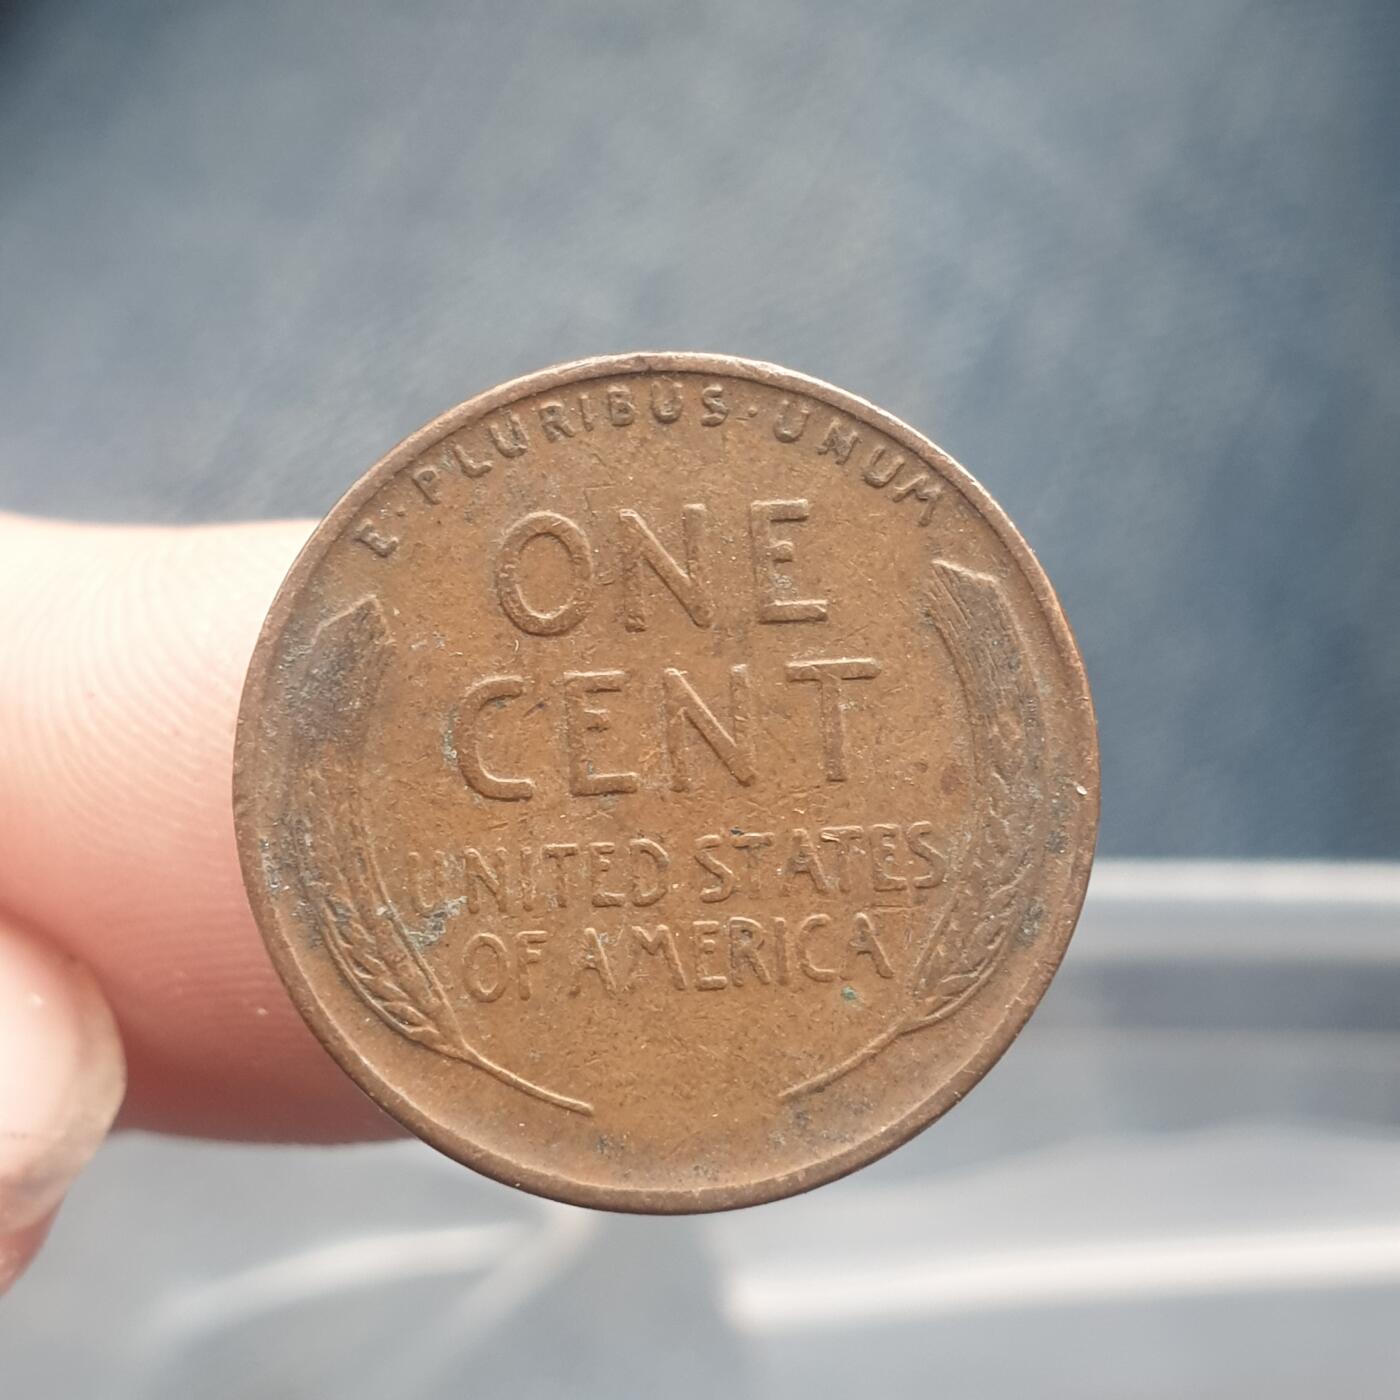 E · PLURIBUS · UNUM
ONE
CENT
UNITED STATES
OF AMERICA